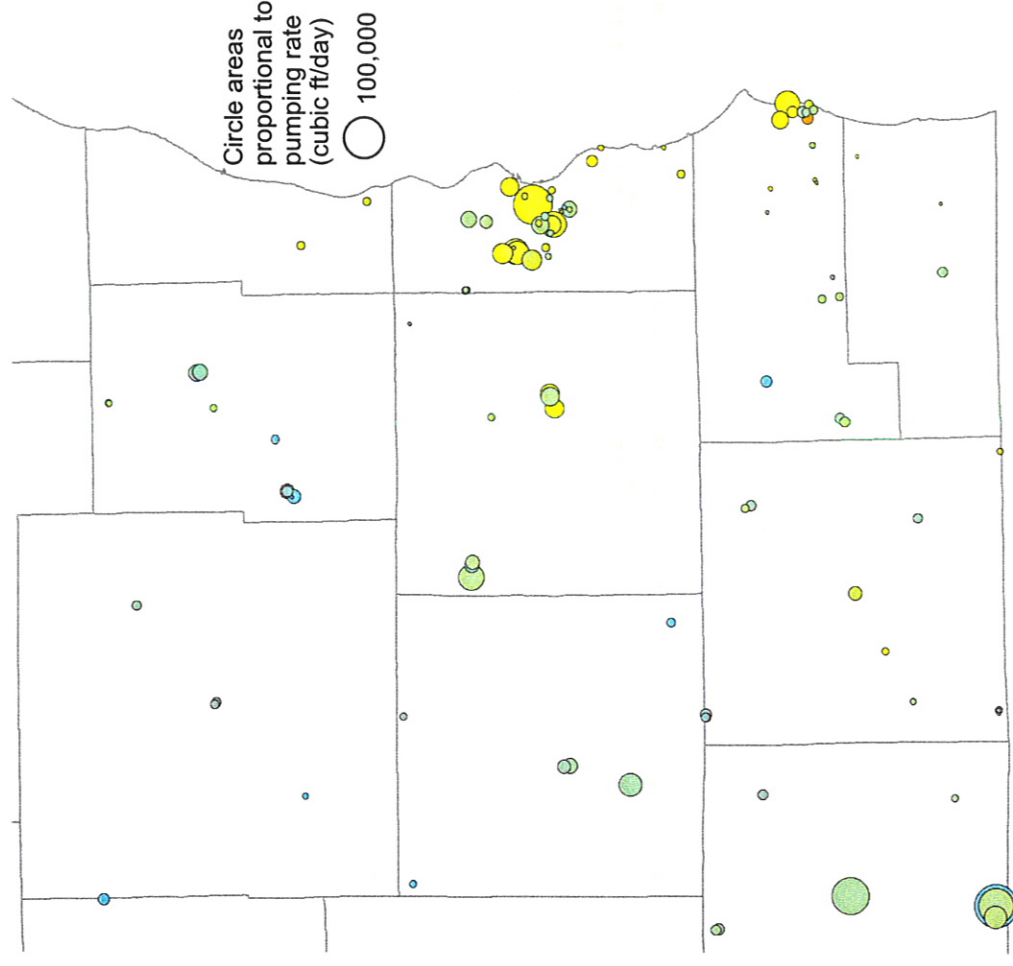 Circle areas
proportional to
pumping rate
(cubic ft/day)
100,000